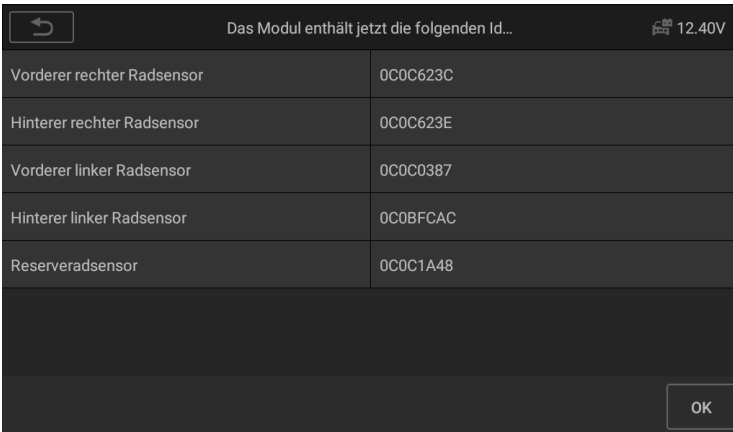 Das Modul enthält jetzt die folgenden Id… 12.40V
Vorderer rechter Radsensor 0C0C623C
Hinterer rechter Radsensor 0C0C623E
Vorderer linker Radsensor 0C0C0387
Hinterer linker Radsensor 0C0BFCAC
Reserveradsensor 0C0C1A48
OK